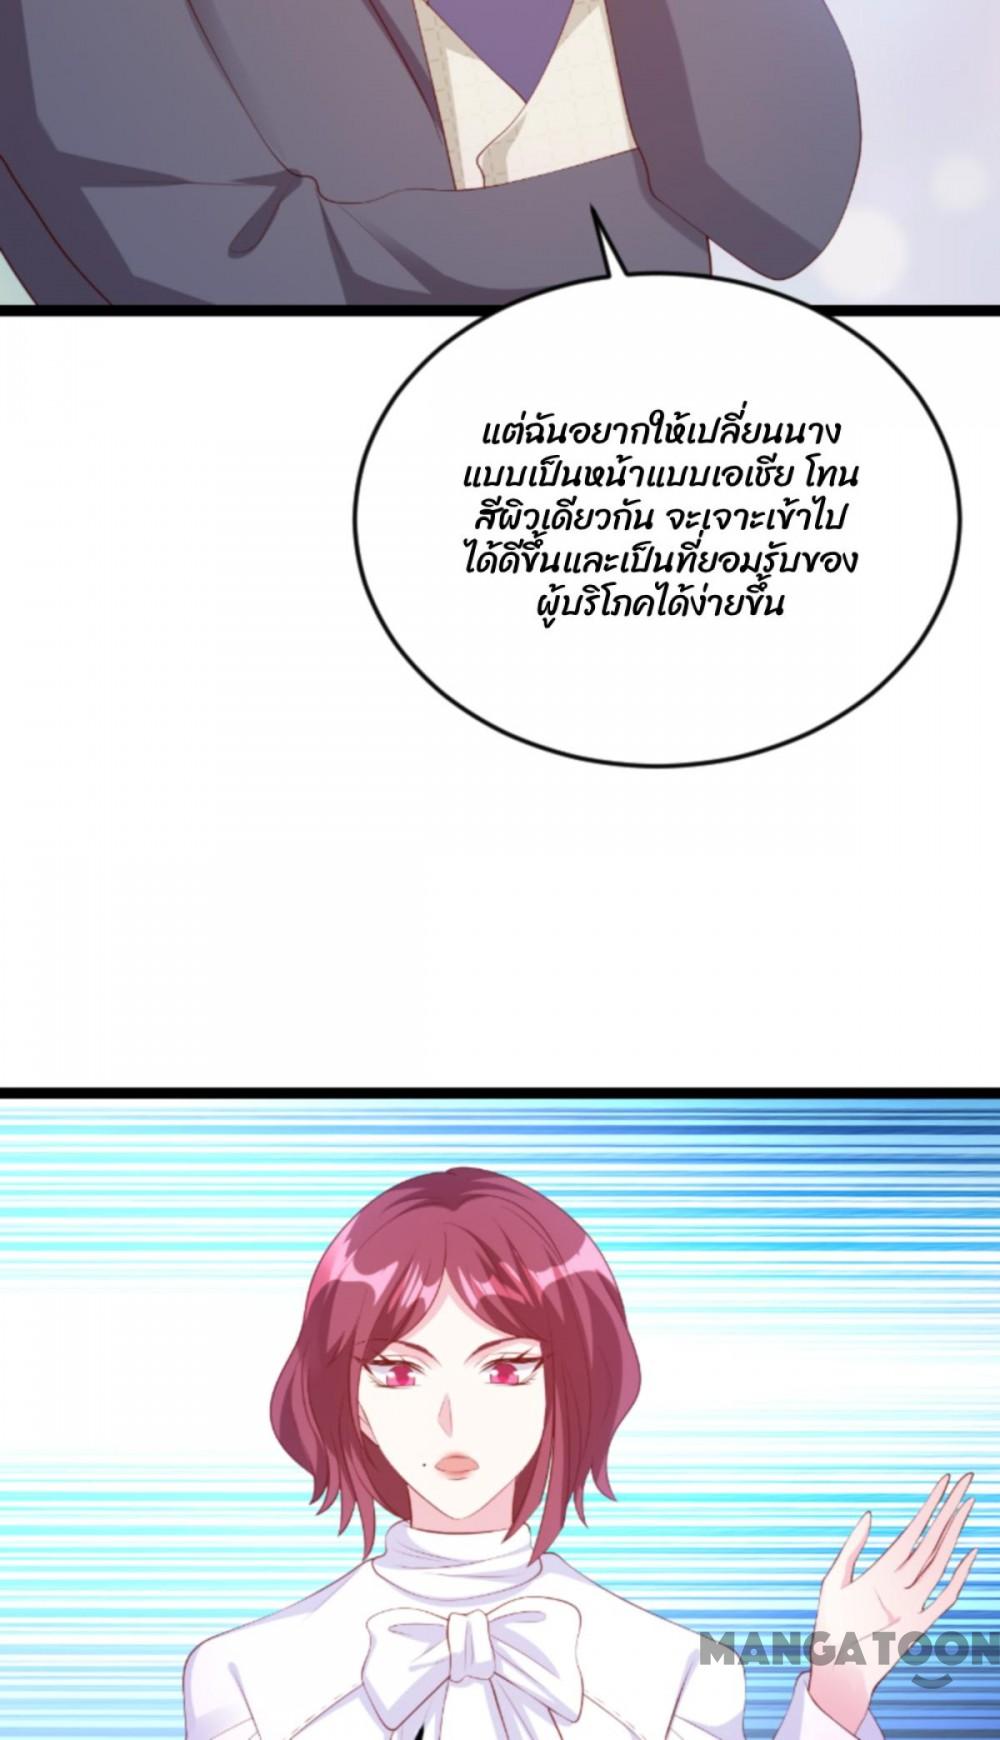 แต่ฉันอยากให้เปลี่ยนนาง
แบบเป็นหน้าแบบเอเชีย โทน
สีผิวเดียวกัน จะเจาะเข้าไป
ได้ดีขึ้นและเป็นที่ยอมรับของ
ผู้บริโภคได้ง่ายขึ้น
MANGATOON